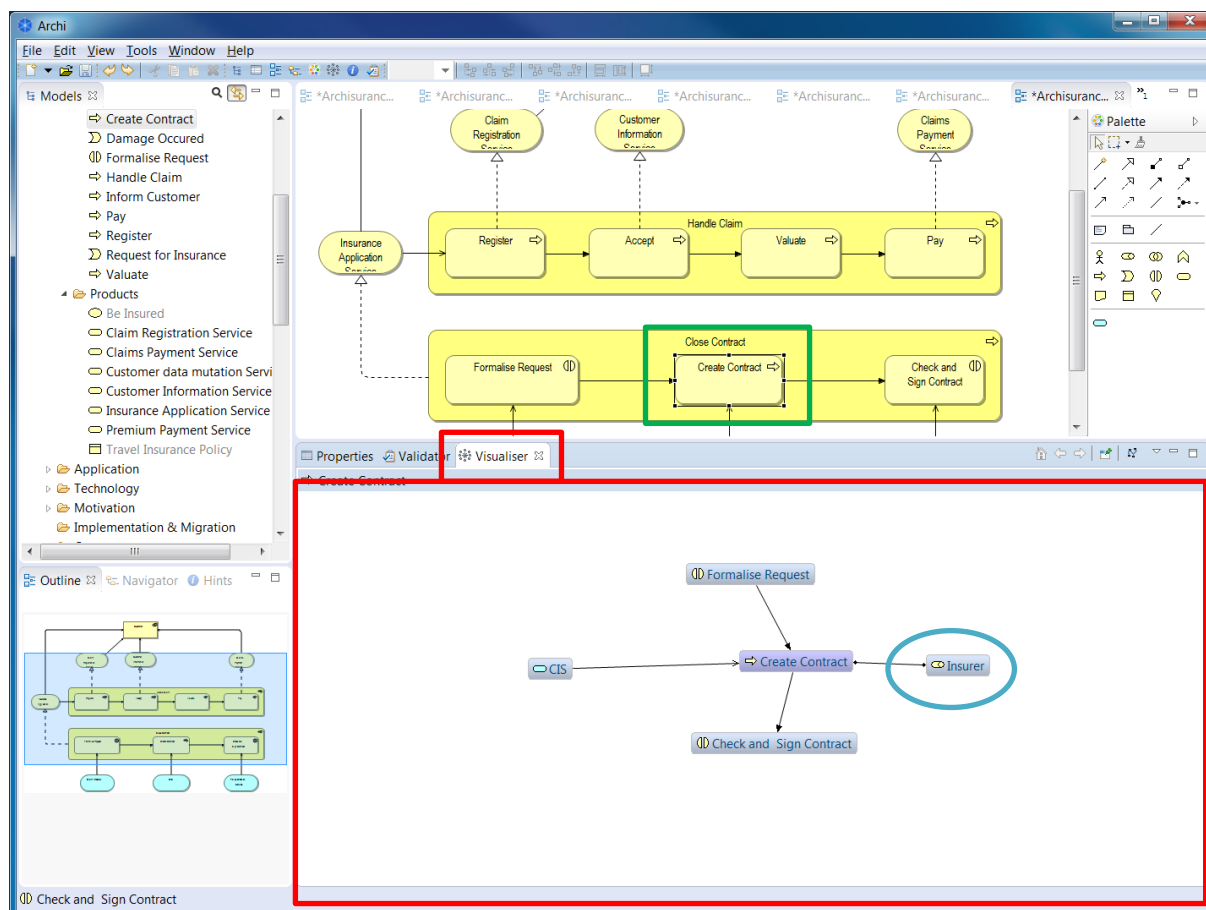 Archi
File Edit View Tools Window Help
Models
Create Contract
Damage Occured
Formalise Request
Handle Claim
Inform Customer
Pay
Register
Request for Insurance
Valuate
Products
Be Insured
Claim Registration Service
Claims Payment Service
Customer data mutation Servi
Customer Information Service
Insurance Application Service
Premium Payment Service
Travel Insurance Policy
Application
Technology
Motivation
Implementation & Migration
Outline Navigator Hints
Check and Sign Contract
*Archisuranc... *Archisuranc... *Archisuranc... *Archisuranc... *Archisuranc... *Archisuranc... *Archisuranc... »1
Claim
Registration
Service
Customer
Information
Service
Claims
Payment
Service
Handle Claim
Insurance
Application
Service
Register
Accept
Valuate
Pay
Close Contract
Formalise Request
Create Contract
Check and
Sign Contract
Palette
Properties Validator Visualiser
Create Contract
Formalise Request
CIS
Create Contract
Insurer
Check and Sign Contract